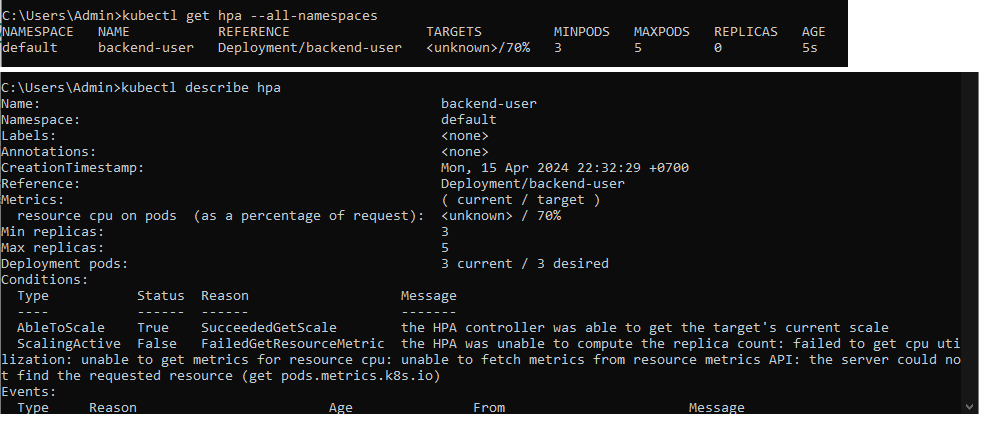 C:\Users\Admin>kubectl get hpa --all-namespaces
NAMESPACE   NAME           REFERENCE                 TARGETS         MINPODS   MAXPODS   REPLICAS   AGE
default     backend-user   Deployment/backend-user   <unknown>/70%   3         5         0          5s
C:\Users\Admin>kubectl describe hpa
Name:                                                  backend-user
Namespace:                                             default
Labels:                                                <none>
Annotations:                                           <none>
CreationTimestamp:                                     Mon, 15 Apr 2024 22:32:29 +0700
Reference:                                             Deployment/backend-user
Metrics:                                               ( current / target )
  resource cpu on pods  (as a percentage of request):  <unknown> / 70%
Min replicas:                                          3
Max replicas:                                          5
Deployment pods:                                       3 current / 3 desired
Conditions:
  Type           Status  Reason                   Message
  ----           ------  ------                   -------
  AbleToScale    True    SucceededGetScale        the HPA controller was able to get the target's current scale
  ScalingActive  False   FailedGetResourceMetric  the HPA was unable to compute the replica count: failed to get cpu uti
lization: unable to get metrics for resource cpu: unable to fetch metrics from resource metrics API: the server could no
t find the requested resource (get pods.metrics.k8s.io)
Events:
  Type     Reason                        Age               From                       Message